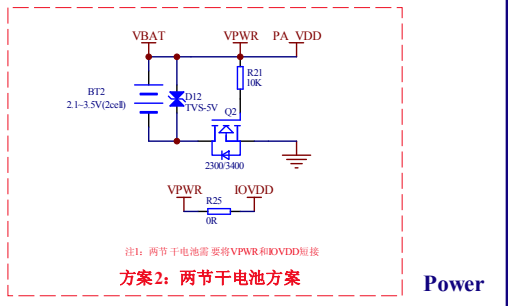 VBAT VPWR PA_VDD
R21
10K
BT2
2.1~3.5V(2cell)
D12
TVS-5V
Q2
2300/3400
VPWR IOVDD
R25
0R
注1：两节干电池需要将VPWR和IOVDD短接
方案2：两节干电池方案
Power